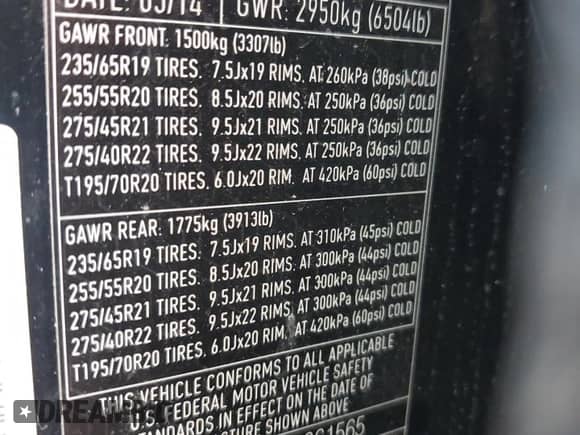 DATE: 05/14 GWR: 2950kg (6504lb)
GAWR FRONT: 1500kg (3307lb)
235/65R19 TIRES. 7.5Jx19 RIMS. AT 260kPa (38psi) COLD
255/55R20 TIRES. 8.5Jx20 RIMS. AT 250kPa (36psi) COLD
275/45R21 TIRES. 9.5Jx21 RIMS. AT 250kPa (36psi) COLD
275/40R22 TIRES. 9.5Jx22 RIMS. AT 250kPa (36psi) COLD
T195/70R20 TIRES. 6.0Jx20 RIM. AT 420kPa (60psi) COLD
GAWR REAR: 1775kg (3913lb)
235/65R19 TIRES. 7.5Jx19 RIMS. AT 310kPa (45psi) COLD
255/55R20 TIRES. 8.5Jx20 RIMS. AT 300kPa (44psi) COLD
275/45R21 TIRES. 9.5Jx21 RIMS. AT 300kPa (44psi) COLD
275/40R22 TIRES. 9.5Jx22 RIMS. AT 300kPa (44psi) COLD
T195/70R20 TIRES. 6.0Jx20 RIM. AT 420kPa (60psi) COLD
THIS VEHICLE CONFORMS TO ALL APPLICABLE
U.S. FEDERAL MOTOR VEHICLE SAFETY
STANDARDS IN EFFECT ON THE DATE OF
SHOWN ABOVE
61565